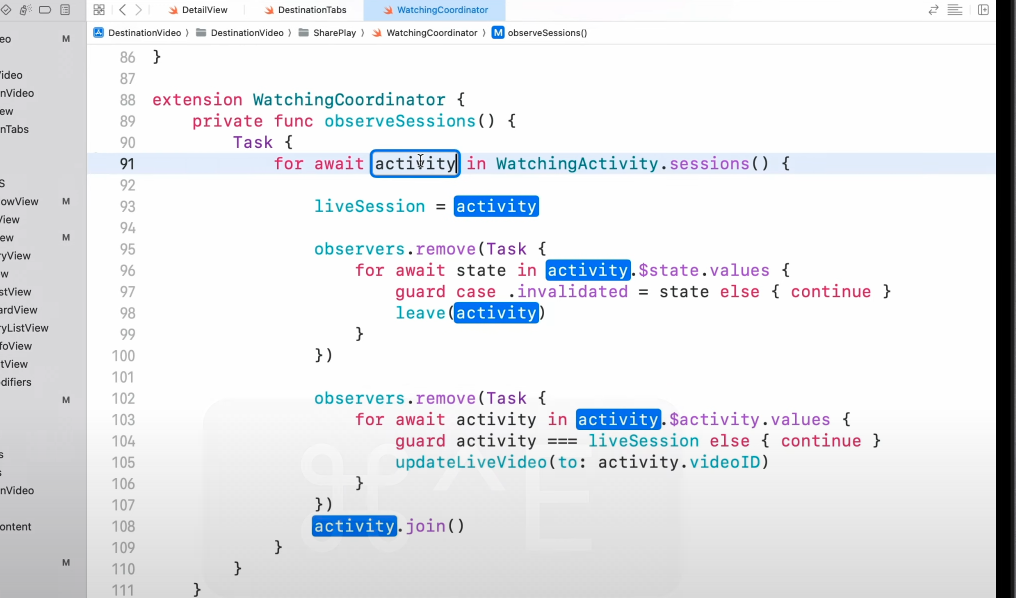 DetailView DestinationTabs WatchingCoordinator
DestinationVideo DestinationVideo SharePlay WatchingCoordinator M observeSessions()
eo M
ideo
nVideo
ew
nTabs
S
owView M
View
ew M
ryView
w
stView
ardView
ryListView
foView
tView
difiers
M
s
s
nVideo
ontent
M
86 }
87
88 extension WatchingCoordinator {
89 private func observeSessions() {
90 Task {
91 for await activity in WatchingActivity.sessions() {
92
93 liveSession = activity
94
95 observers.remove(Task {
96 for await state in activity.$state.values {
97 guard case .invalidated = state else { continue }
98 leave(activity)
99 }
100 })
101
102 observers.remove(Task {
103 for await activity in activity.$activity.values {
104 guard activity === liveSession else { continue }
105 updateLiveVideo(to: activity.videoID)
106 }
107 })
108 activity.join()
109 }
110 }
111 }
⌘^E